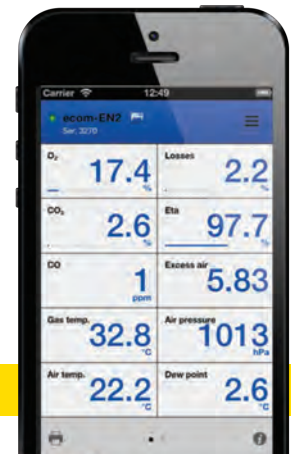 Carrier 12:49
ecom-EN2
Ser. 3270
O₂ 17.4 %
Losses 2.2 %
CO₂ 2.6 %
Eta 97.7 %
CO 1 ppm
Excess air 5.83
Gas temp. 32.8 °C
Air pressure 1013 hPa
Air temp. 22.2 °C
Dew point 2.6 °C